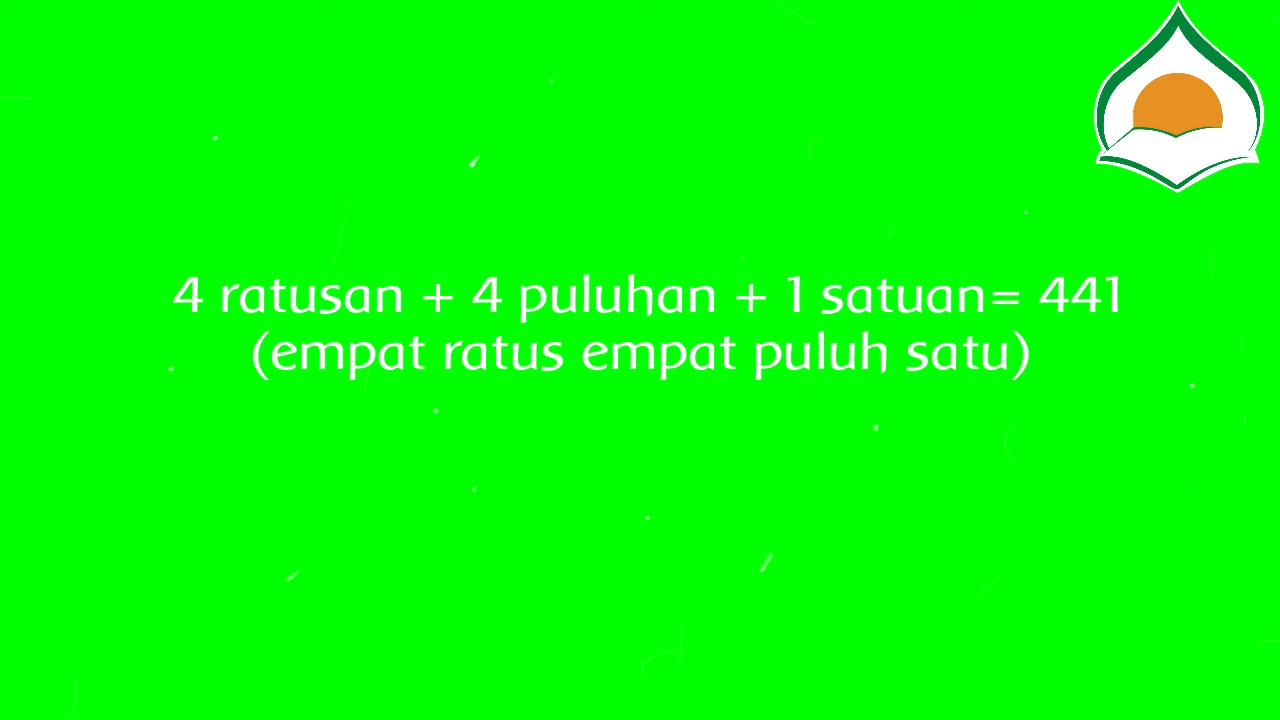 4 ratusan + 4 puluhan + 1 satuan= 441
(empat ratus empat puluh satu)